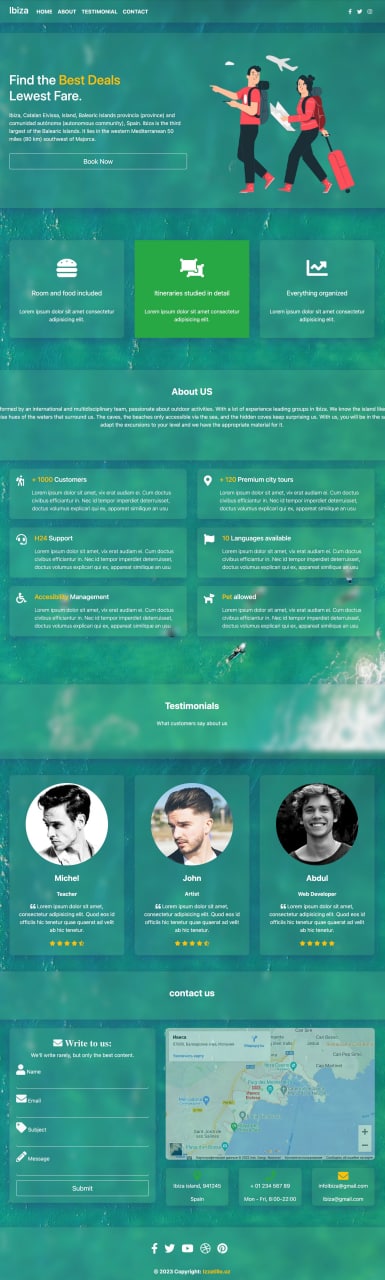 Ibiza HOME ABOUT TESTIMONIAL CONTACT
Find the Best Deals
Lewest Fare.
Ibiza, Catalan Eivissa, island, Balearic Islands provincia (province) and
comunidad autónoma (autonomous community), Spain. Ibiza is the third
largest of the Balearic Islands. It lies in the western Mediterranean 50
miles (80 km) southwest of Majorca.
Book Now
Room and food included
Lorem ipsum dolor sit amet consectetur
adipisicing elit.
Itineraries studied in detail
Lorem ipsum dolor sit amet consectetur
adipisicing elit.
Everything organized
Lorem ipsum dolor sit amet consectetur
adipisicing elit.
About US
formed by an international and multidisciplinary team, passionate about outdoor activities. With a lot of experience leading groups in Ibiza. We know the island like
hues of the waters that surround us. The caves, the beaches only accessible via the sea, and the hidden coves keep surprising us. With us, you will be in the
adapt the excursions to your level and we have the appropriate material for it.
+ 1000 Customers
Lorem ipsum dolor sit amet, vix erat audiam ei. Cum doctus
civibus efficiantur in. Nec id tempor imperdiet deterruisset,
doctus volumus explicari qui ex, appareat similique an usu
+ 120 Premium city tours
Lorem ipsum dolor sit amet, vix erat audiam ei. Cum doctus
civibus efficiantur in. Nec id tempor imperdiet deterruisset,
doctus volumus explicari qui ex, appareat similique an usu
H24 Support
Lorem ipsum dolor sit amet, vix erat audiam ei. Cum doctus
civibus efficiantur in. Nec id tempor imperdiet deterruisset,
doctus volumus explicari qui ex, appareat similique an usu
10 Languages available
Lorem ipsum dolor sit amet, vix erat audiam ei. Cum doctus
civibus efficiantur in. Nec id tempor imperdiet deterruisset,
doctus volumus explicari qui ex, appareat similique an usu
Accesibility Management
Lorem ipsum dolor sit amet, vix erat audiam ei. Cum doctus
civibus efficiantur in. Nec id tempor imperdiet deterruisset,
doctus volumus explicari qui ex, appareat similique an usu
Pet allowed
Lorem ipsum dolor sit amet, vix erat audiam ei. Cum doctus
civibus efficiantur in. Nec id tempor imperdiet deterruisset,
doctus volumus explicari qui ex, appareat similique an usu
Testimonials
What customers say about us
Michel
Teacher
Lorem ipsum dolor sit amet,
consectetur adipisicing elit. Quod eos id
officiis hic tenetur quae quaerat ad velit
ab hic tenetur.
John
Artist
Lorem ipsum dolor sit amet,
consectetur adipisicing elit. Quod eos id
officiis hic tenetur quae quaerat ad velit
ab hic tenetur.
Abdul
Web Developer
Lorem ipsum dolor sit amet,
consectetur adipisicing elit. Quod eos id
officiis hic tenetur quae quaerat ad velit
ab hic tenetur.
contact us
Write to us:
We'll write rarely, but only the best content.
Name
Email
Subject
Message
Submit
Ибица
Can Bellotera
Ibiza island, 941245
Spain
+ 01 234 567 89
Mon - Fri, 8:00-22:00
infoibiza@gmail.com
ibiza@gmail.com
© 2023 Copyright: